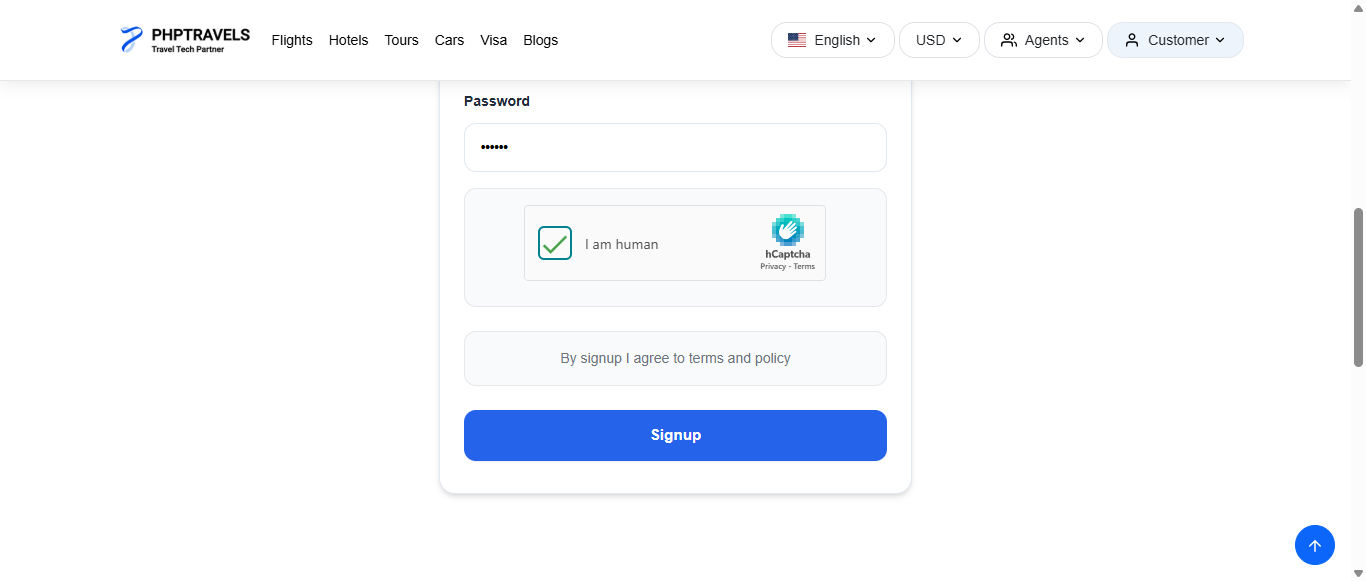 PHPTRAVELS
Travel Tech Partner
Flights Hotels Tours Cars Visa Blogs
English USD Agents Customer
Password
••••••
I am human
hCaptcha
Privacy - Terms
By signup I agree to terms and policy
Signup